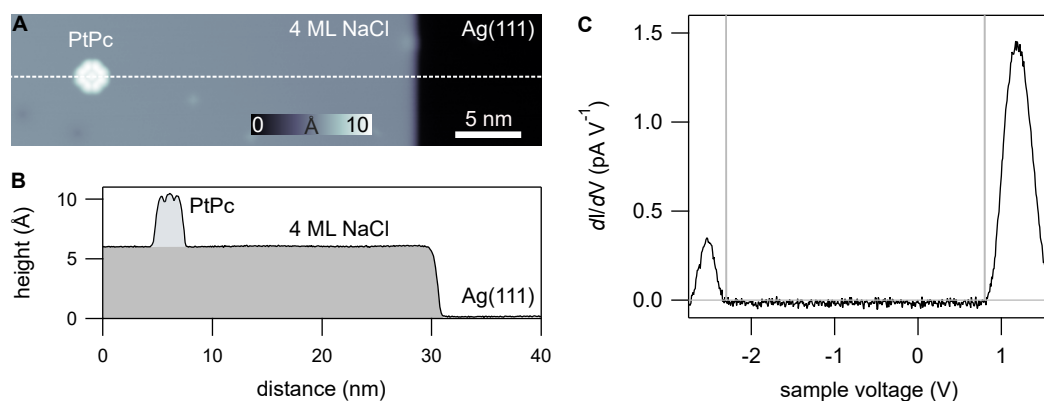 A
PtPc
4 ML NaCl
Ag(111)
0 Å 10
5 nm
B
height (Å)
10
5
0
PtPc
4 ML NaCl
Ag(111)
0 10 20 30 40
distance (nm)
C
dI/dV (pA V⁻¹)
1.5
1.0
0.5
0.0
-2 -1 0 1
sample voltage (V)